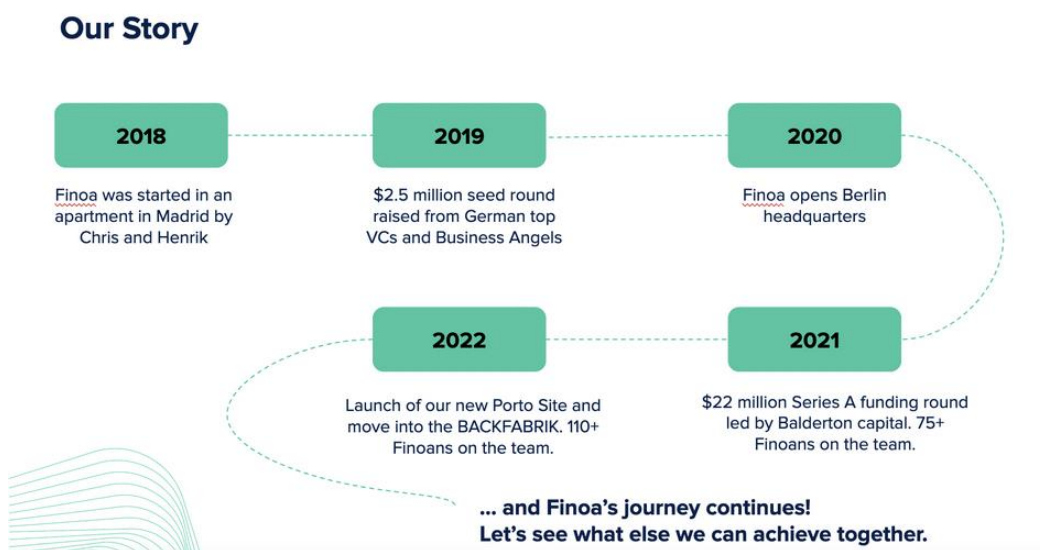 Our Story
2018
Finoa was started in an
apartment in Madrid by
Chris and Henrik
2019
$2.5 million seed round
raised from German top
VCs and Business Angels
2020
Finoa opens Berlin
headquarters
2021
$22 million Series A funding round
led by Balderton capital. 75+
Finoans on the team.
2022
Launch of our new Porto Site and
move into the BACKFABRIK. 110+
Finoans on the team.
... and Finoa’s journey continues!
Let’s see what else we can achieve together.